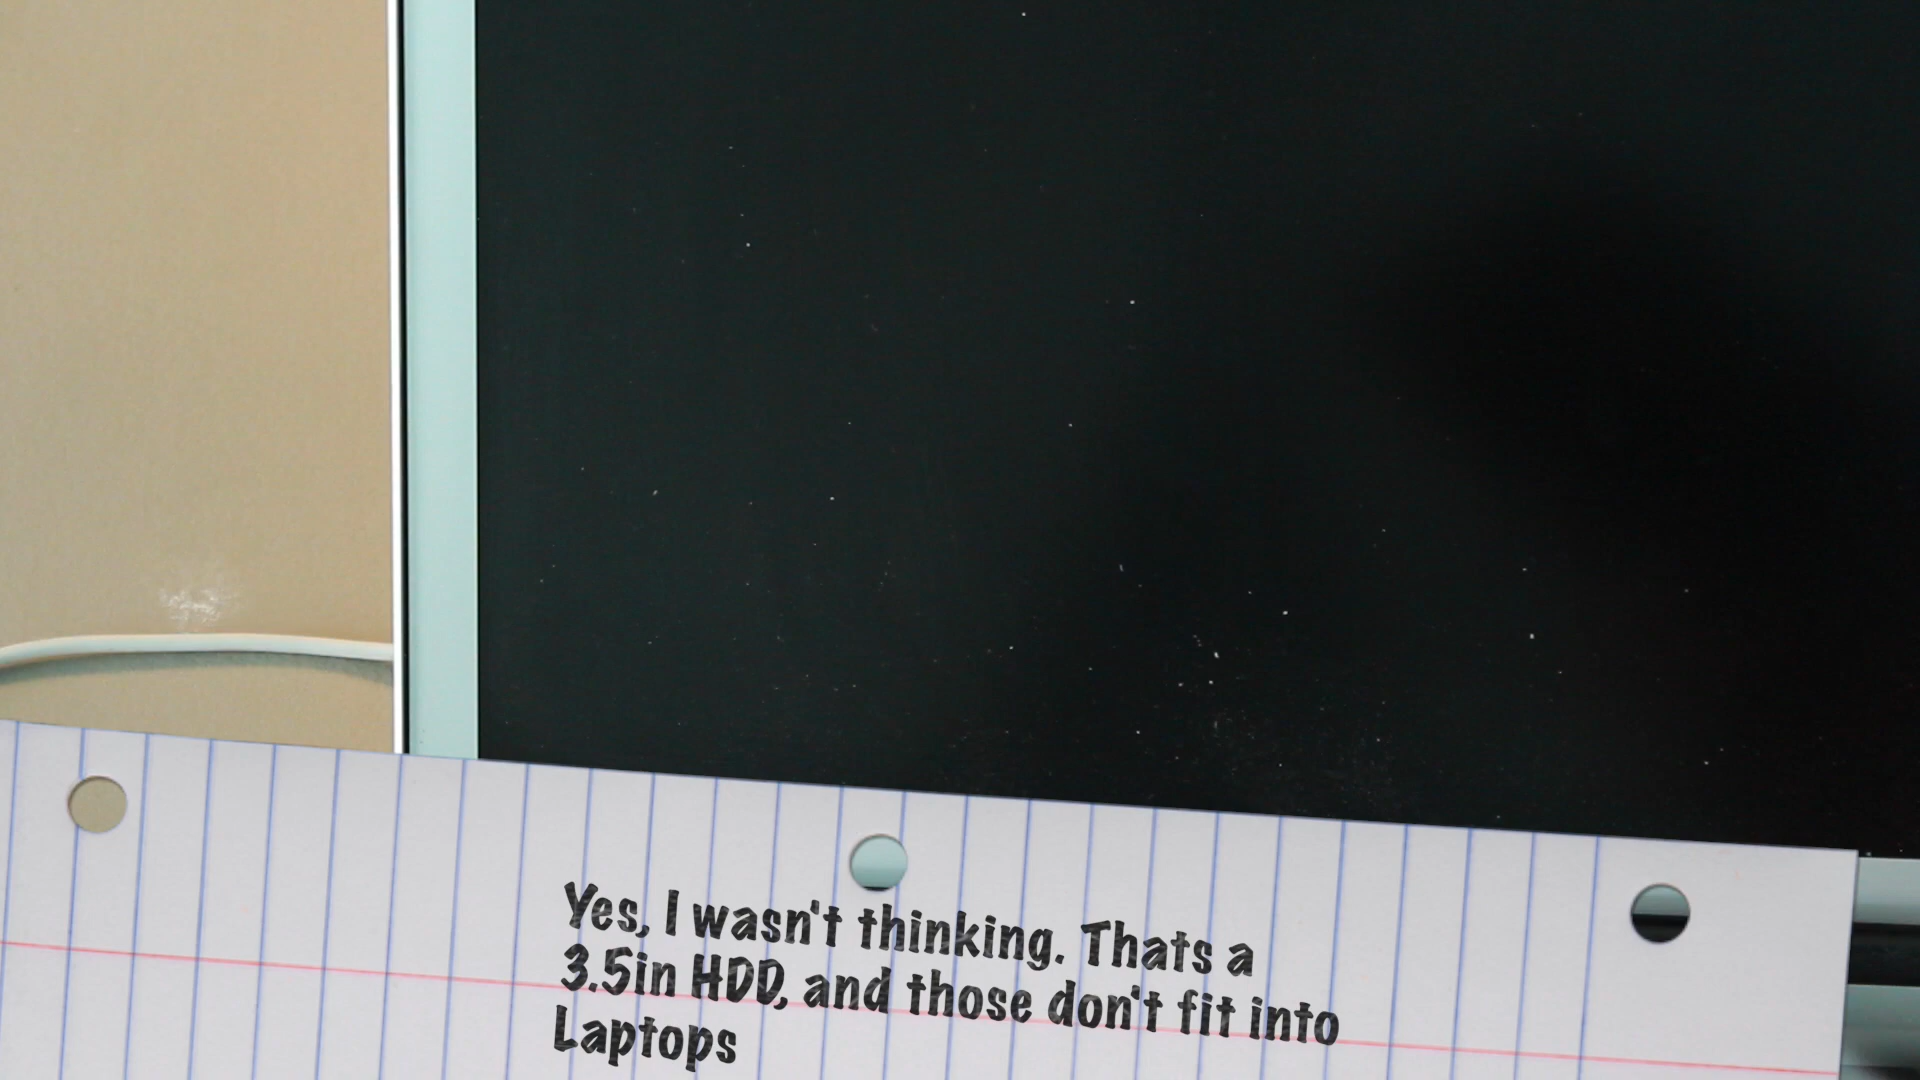 Yes, I wasn't thinking. Thats a
3.5in HDD, and those don't fit into
Laptops